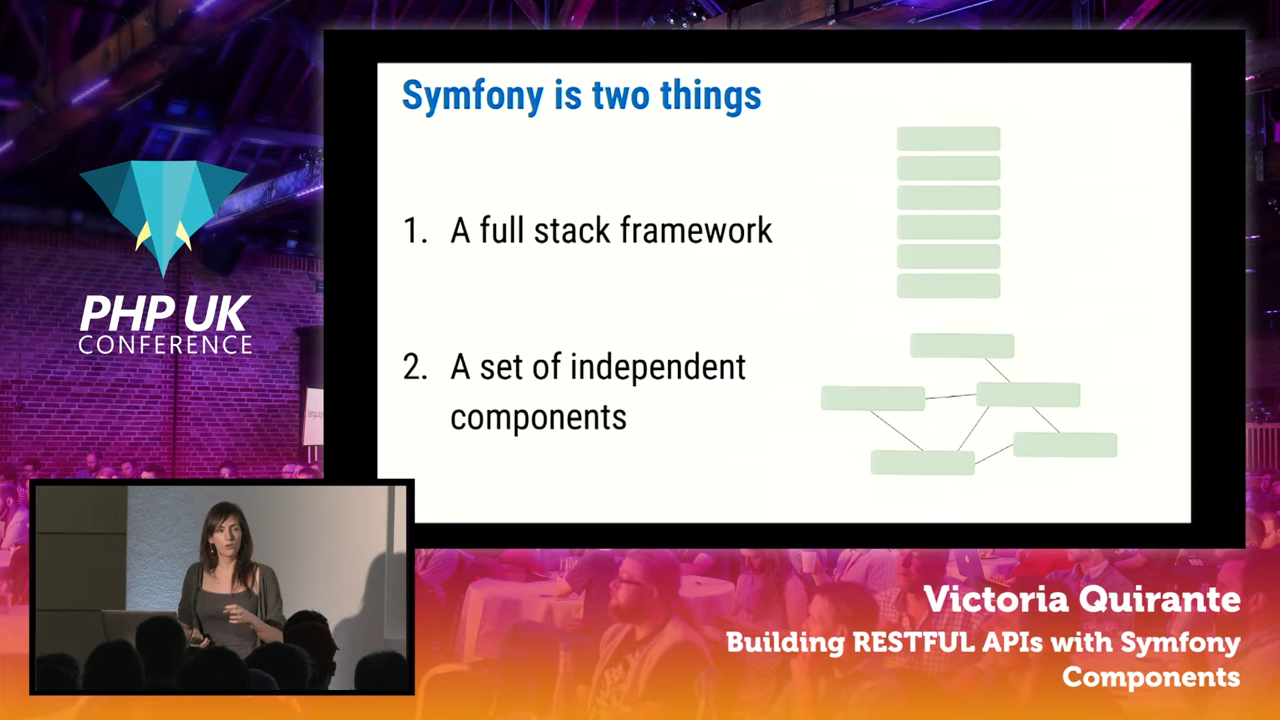 Symfony is two things
1. A full stack framework
2. A set of independent
components
PHP UK
CONFERENCE
Victoria Quirante
Building RESTFUL APIs with Symfony
Components